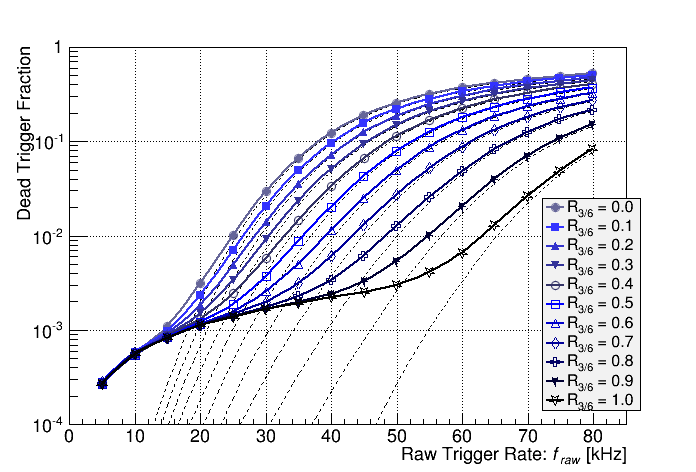 Dead Trigger Fraction
1
10⁻¹
10⁻²
10⁻³
10⁻⁴
0 10 20 30 40 50 60 70 80
Raw Trigger Rate: f_raw [kHz]
R_3/6 = 0.0
R_3/6 = 0.1
R_3/6 = 0.2
R_3/6 = 0.3
R_3/6 = 0.4
R_3/6 = 0.5
R_3/6 = 0.6
R_3/6 = 0.7
R_3/6 = 0.8
R_3/6 = 0.9
R_3/6 = 1.0